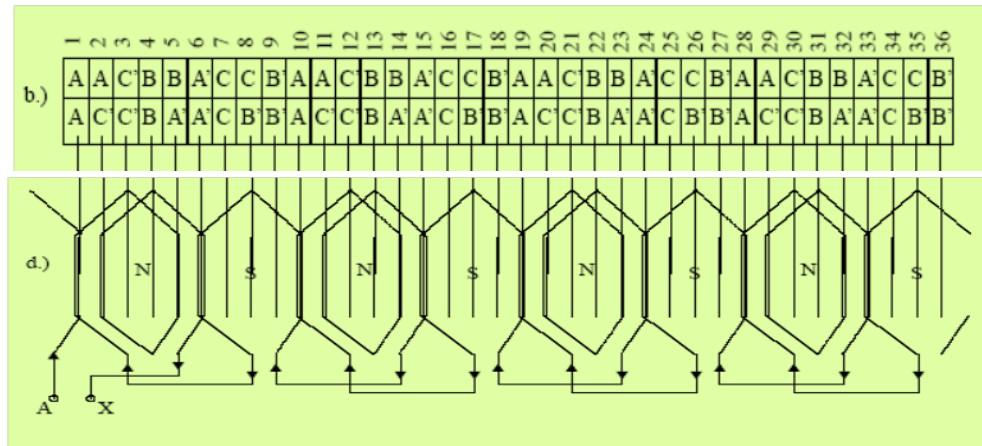 1 2 3 4 5 6 7 8 9 10 11 12 13 14 15 16 17 18 19 20 21 22 23 24 25 26 27 28 29 30 31 32 33 34 35 36
b.) A A C' B B A' C C B' A A C' B B A' C C B' A A C' B B A' C C B' A A C' B B A' C C B'
A C' C' B A' A' C B' B' A C' C' B A' A' C B' B' A C' C' B A' A' C B' B' A C' C' B A' A' C B' B'
d.) N S N S N S N S
A X